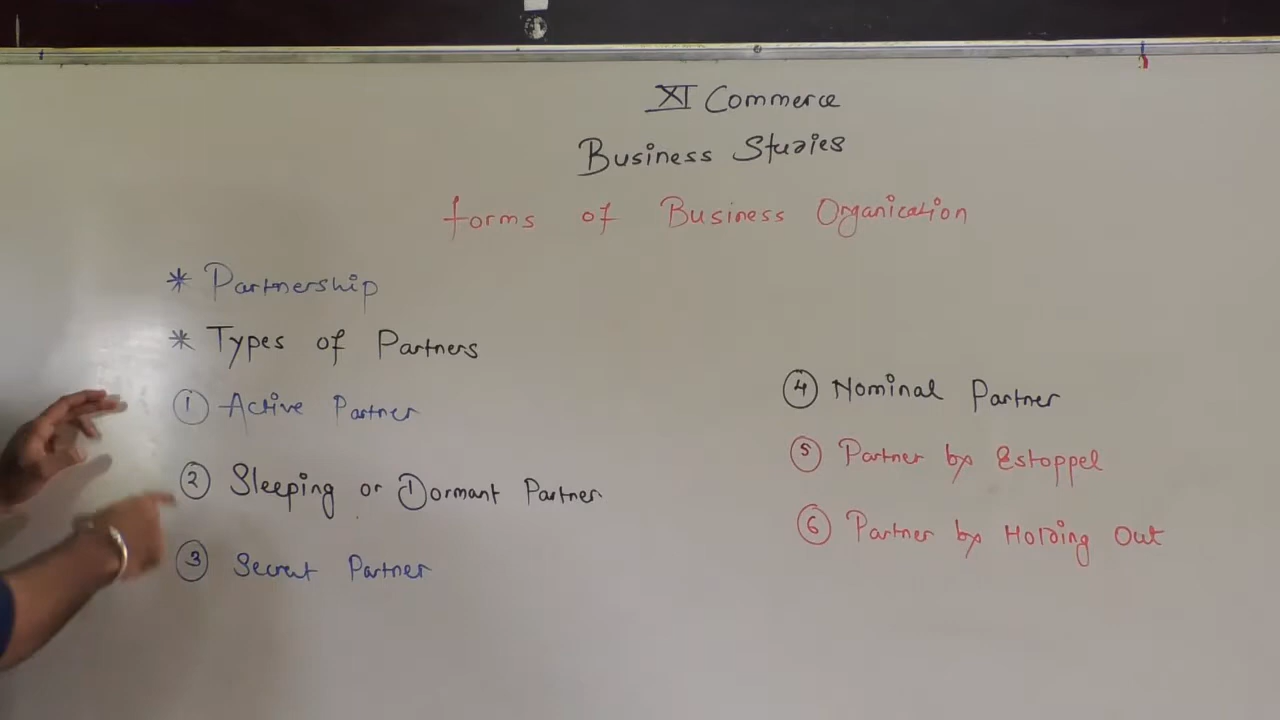 XI Commerce
Business Studies
forms of Business Organication
* Partnership
* Types of Partners
① Active Partner
② Sleeping or Dormant Partner.
③ Secret Partner
④ Nominal Partner
⑤ Partner by Estoppel
⑥ Partner by Holding Out